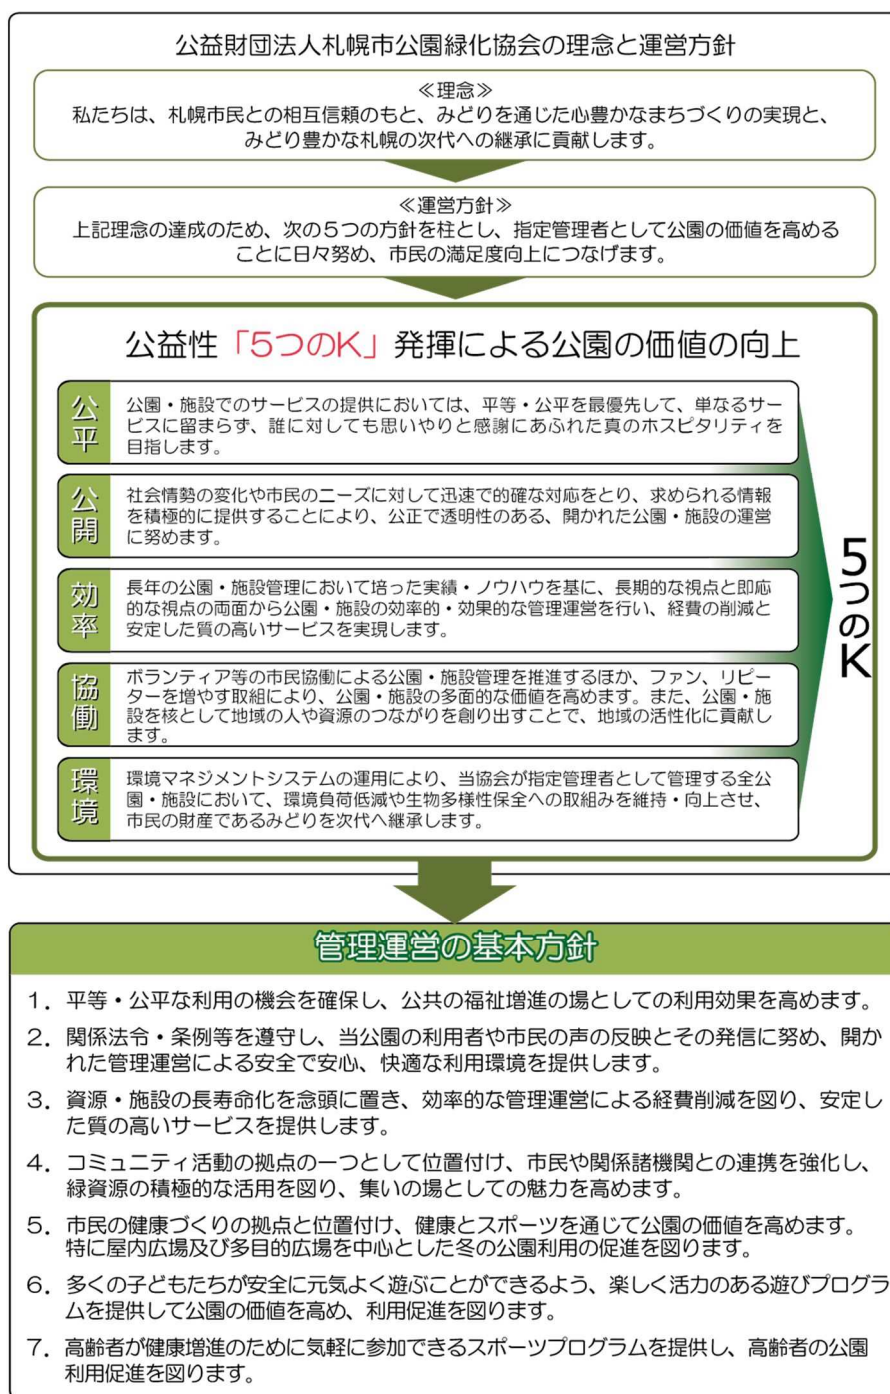 公益財団法人札幌市公園緑化協会の理念と運営方針
≪理念≫
私たちは、札幌市民との相互信頼のもと、みどりを通じた心豊かなまちづくりの実現と、
みどり豊かな札幌の次代への継承に貢献します。
≪運営方針≫
上記理念の達成のため、次の5つの方針を柱とし、指定管理者として公園の価値を高める
ことに日々努め、市民の満足度向上につなげます。
公益性「5つのK」発揮による公園の価値の向上
公平
公園・施設でのサービスの提供においては、平等・公平を最優先して、単なるサー
ビスに留まらず、誰に対しても思いやりと感謝にあふれた真のホスピタリティを
目指します。
公開
社会情勢の変化や市民のニーズに対して迅速で的確な対応をとり、求められる情報
を積極的に提供することにより、公正で透明性のある、開かれた公園・施設の運営
に努めます。
効率
長年の公園・施設管理において培った実績・ノウハウを基に、長期的な視点と即応
的な視点の両面から公園・施設の効率的・効果的な管理運営を行い、経費の削減と
安定した質の高いサービスを実現します。
協働
ボランティア等の市民協働による公園・施設管理を推進するほか、ファン、リピー
ターを増やす取組により、公園・施設の多面的な価値を高めます。また、公園・施
設を核として地域の人や資源のつながりを創り出すことで、地域の活性化に貢献し
ます。
環境
環境マネジメントシステムの運用により、当協会が指定管理者として管理する全公
園・施設において、環境負荷低減や生物多様性保全への取組みを維持・向上させ、
市民の財産であるみどりを次代へ継承します。
5つのK
管理運営の基本方針
1．平等・公平な利用の機会を確保し、公共の福祉増進の場としての利用効果を高めます。
2．関係法令・条例等を遵守し、当公園の利用者や市民の声の反映とその発信に努め、開か
れた管理運営による安全で安心、快適な利用環境を提供します。
3．資源・施設の長寿命化を念頭に置き、効率的な管理運営による経費削減を図り、安定し
た質の高いサービスを提供します。
4．コミュニティ活動の拠点の一つとして位置付け、市民や関係諸機関との連携を強化し、
緑資源の積極的な活用を図り、集いの場としての魅力を高めます。
5．市民の健康づくりの拠点と位置付け、健康とスポーツを通じて公園の価値を高めます。
特に屋内広場及び多目的広場を中心とした冬の公園利用の促進を図ります。
6．多くの子どもたちが安全に元気よく遊ぶことができるよう、楽しく活力のある遊びプログラ
ムを提供して公園の価値を高め、利用促進を図ります。
7．高齢者が健康増進のために気軽に参加できるスポーツプログラムを提供し、高齢者の公園
利用促進を図ります。